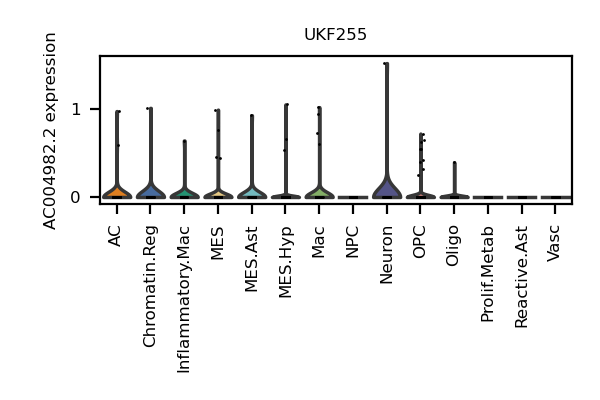 UKF255
AC004982.2 expression
1
0
AC
Chromatin.Reg
Inflammatory.Mac
MES
MES.Ast
MES.Hyp
Mac
NPC
Neuron
OPC
Oligo
Prolif.Metab
Reactive.Ast
Vasc